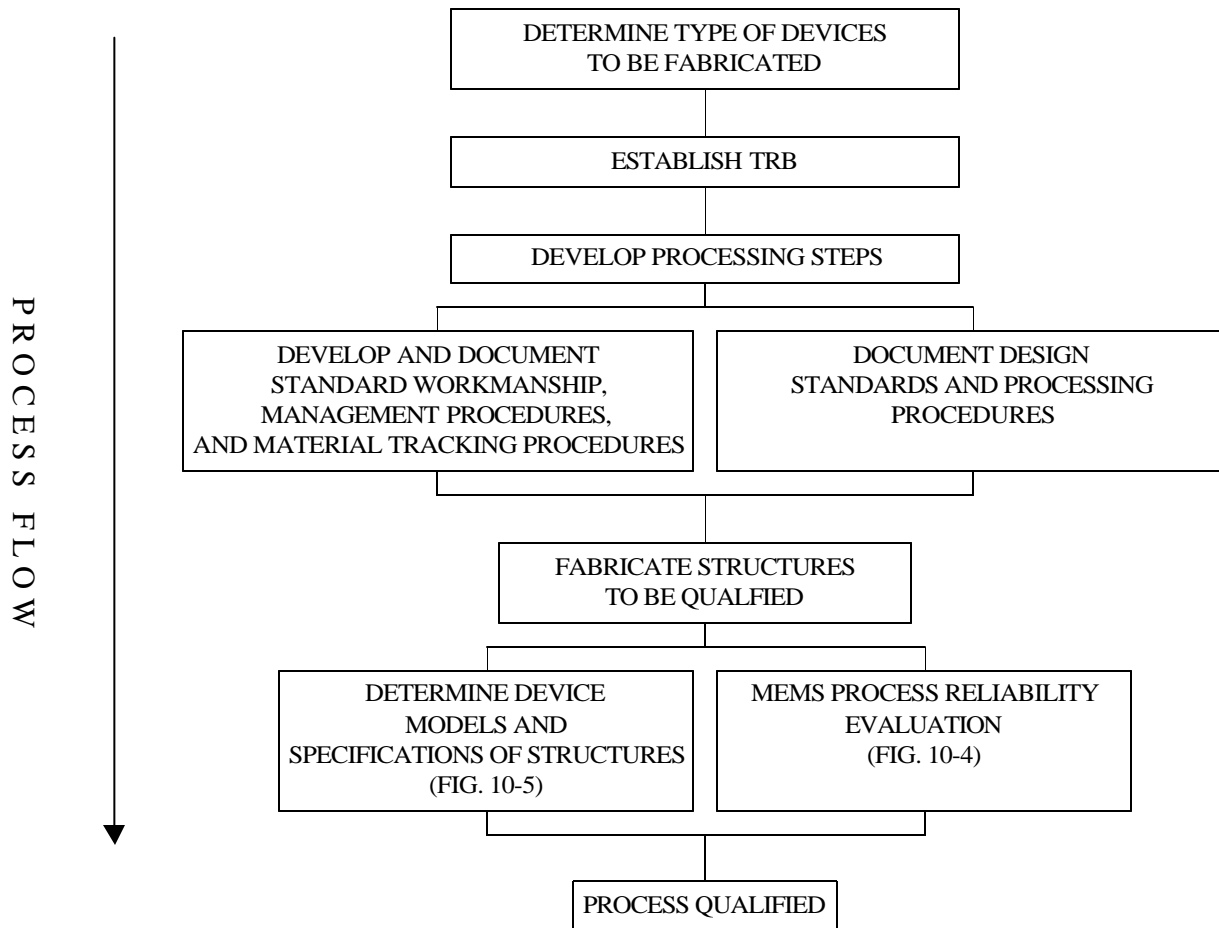 DETERMINE TYPE OF DEVICES
TO BE FABRICATED
ESTABLISH TRB
DEVELOP PROCESSING STEPS
DEVELOP AND DOCUMENT
STANDARD WORKMANSHIP,
MANAGEMENT PROCEDURES,
AND MATERIAL TRACKING PROCEDURES
DOCUMENT DESIGN
STANDARDS AND PROCESSING
PROCEDURES
FABRICATE STRUCTURES
TO BE QUALFIED
DETERMINE DEVICE
MODELS AND
SPECIFICATIONS OF STRUCTURES
(FIG. 10-5)
MEMS PROCESS RELIABILITY
EVALUATION
(FIG. 10-4)
PROCESS QUALIFIED
PROCESS FLOW